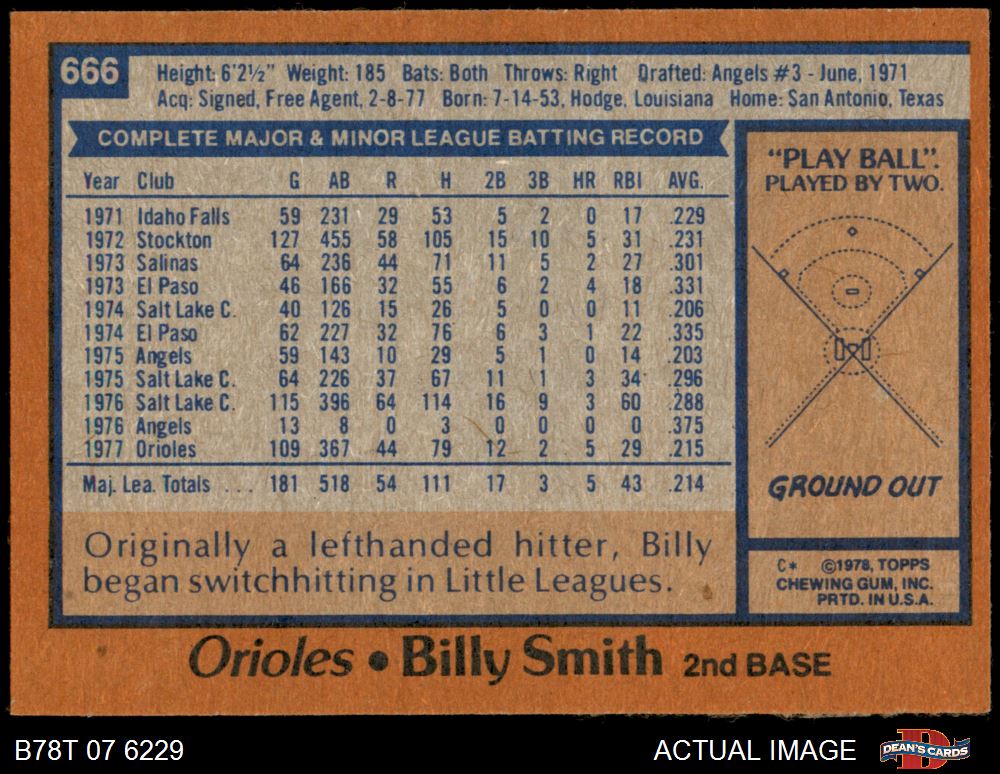 666
Height: 6'2½" Weight: 185 Bats: Both Throws: Right Drafted: Angels #3 - June, 1971
Acq: Signed, Free Agent, 2-8-77 Born: 7-14-53, Hodge, Louisiana Home: San Antonio, Texas
COMPLETE MAJOR & MINOR LEAGUE BATTING RECORD
Year Club G AB R H 2B 3B HR RBI AVG.
1971 Idaho Falls 59 231 29 53 5 2 0 17 .229
1972 Stockton 127 455 58 105 15 10 5 31 .231
1973 Salinas 64 236 44 71 11 5 2 27 .301
1973 El Paso 46 166 32 55 6 2 4 18 .331
1974 Salt Lake C. 40 126 15 26 5 0 0 11 .206
1974 El Paso 62 227 32 76 6 3 1 22 .335
1975 Angels 59 143 10 29 5 1 0 14 .203
1975 Salt Lake C. 64 226 37 67 11 1 3 34 .296
1976 Salt Lake C. 115 396 64 114 16 9 3 60 .288
1976 Angels 13 8 0 3 0 0 0 0 .375
1977 Orioles 109 367 44 79 12 2 5 29 .215
Maj. Lea. Totals . . . 181 518 54 111 17 3 5 43 .214
Originally a lefthanded hitter, Billy
began switchhitting in Little Leagues.
"PLAY BALL".
PLAYED BY TWO.
GROUND OUT
C* ©1978, TOPPS
CHEWING GUM, INC.
PRTD. IN U.S.A.
Orioles • Billy Smith 2nd BASE
B78T 07 6229 ACTUAL IMAGE DEAN'S CARDS